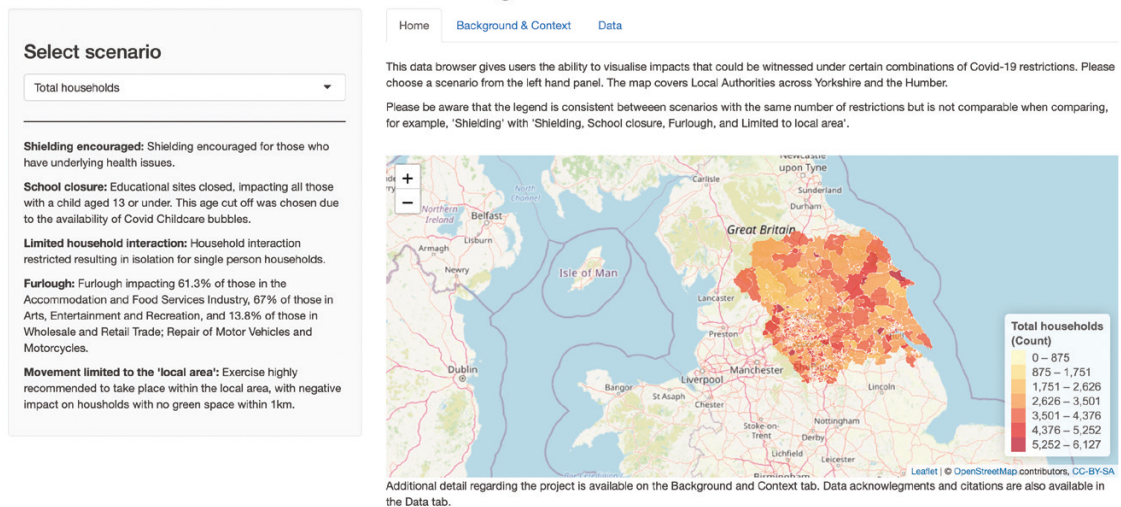 Home
Background & Context
Data
Select scenario
Total households
Shielding encouraged: Shielding encouraged for those who
have underlying health issues.
School closure: Educational sites closed, impacting all those
with a child aged 13 or under. This age cut off was chosen due
to the availability of Covid Childcare bubbles.
Limited household interaction: Household interaction
restricted resulting in isolation for single person households.
Furlough: Furlough impacting 61.3% of those in the
Accommodation and Food Services Industry, 67% of those in
Arts, Entertainment and Recreation, and 13.8% of those in
Wholesale and Retail Trade; Repair of Motor Vehicles and
Motorcycles.
Movement limited to the 'local area': Exercise highly
recommended to take place within the local area, with negative
impact on housholds with no green space within 1km.
This data browser gives users the ability to visualise impacts that could be witnessed under certain combinations of Covid-19 restrictions. Please
choose a scenario from the left hand panel. The map covers Local Authorities across Yorkshire and the Humber.
Please be aware that the legend is consistent betweeen scenarios with the same number of restrictions but is not comparable when comparing,
for example, 'Shielding' with 'Shielding, School closure, Furlough, and Limited to local area'.
+
−
Newcastle
upon Tyne
Carlisle
Sunderland
Durham
North
Channel
Northern
Ireland
Belfast
Lisburn
Armagh
Newry
Great Britain
Isle of Man
Lancaster
Preston
Manchester
Liverpool
Dublin
Bangor
St Asaph
Chester
Lincoln
Stoke-on-
Trent
Nottingham
Derby
Lichfield
Leicester
Birmingham
Total households
(Count)
0 – 875
875 – 1,751
1,751 – 2,626
2,626 – 3,501
3,501 – 4,376
4,376 – 5,252
5,252 – 6,127
Leaflet | © OpenStreetMap contributors, CC-BY-SA
Additional detail regarding the project is available on the Background and Context tab. Data acknowlegments and citations are also available in
the Data tab.